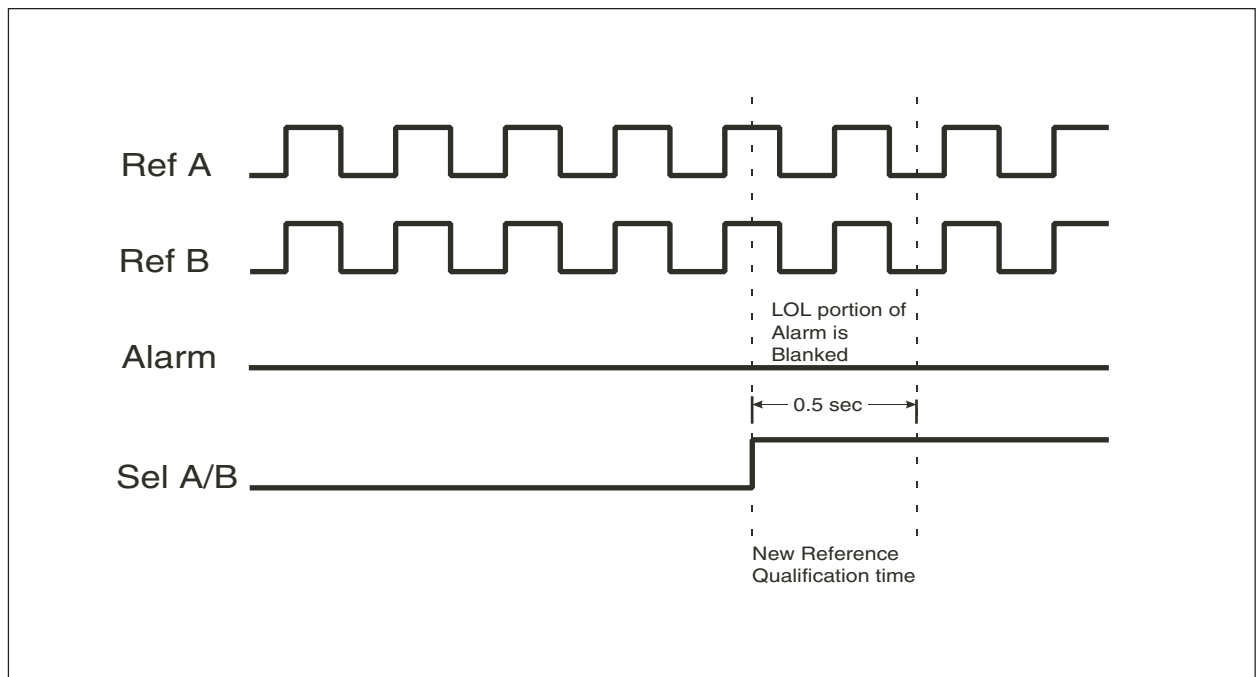 Ref A
Ref B
LOL portion of
Alarm is
Blanked
Alarm
0.5 sec
Sel A/B
New Reference
Qualification time